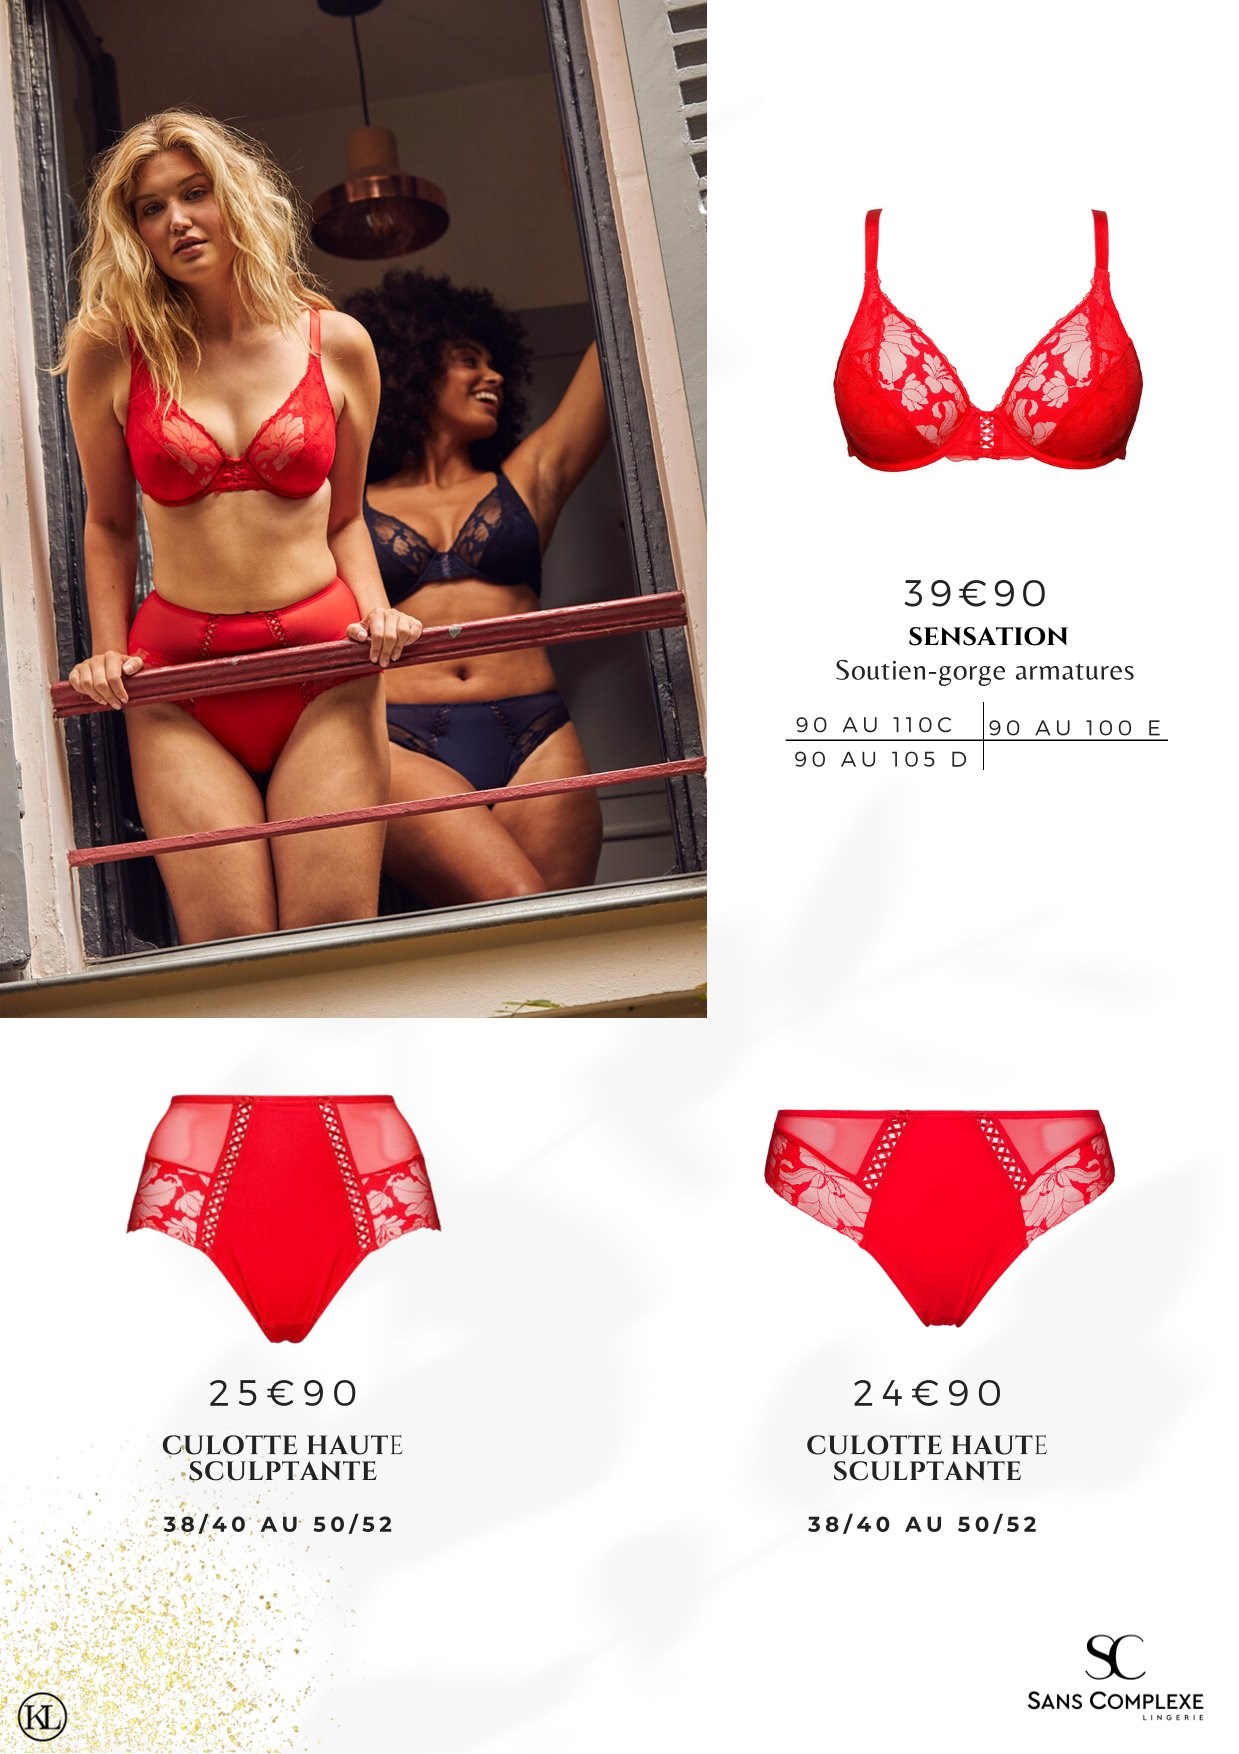 39€90
SENSATION
Soutien-gorge armatures
90 AU 110C
90 AU 100 E
90 AU 105 D
25€90
CULOTTE HAUTE
SCULPTANTE
38/40 AU 50/52
24€90
CULOTTE HAUTE
SCULPTANTE
38/40 AU 50/52
SC
SANS COMPLEXE
LINGERIE
KL